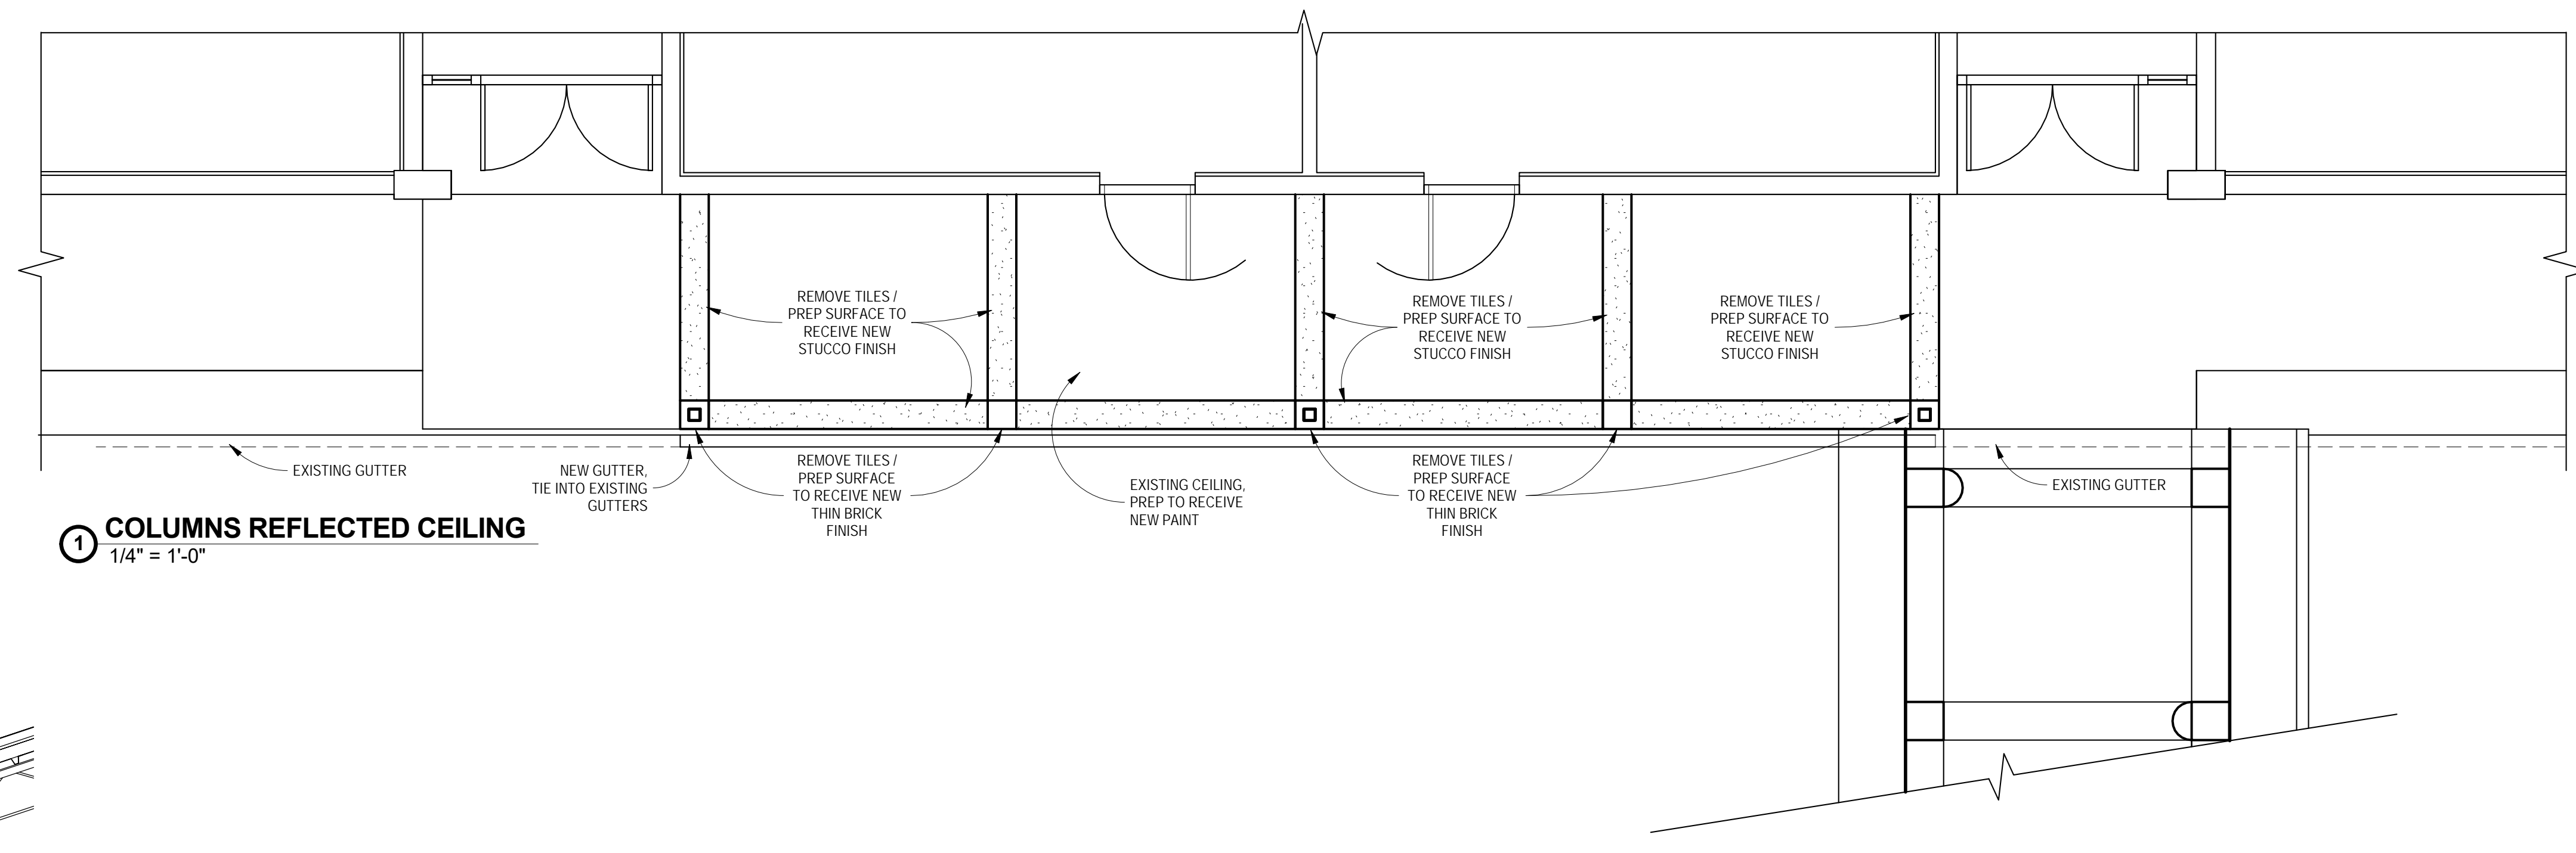 REMOVE TILES /
PREP SURFACE TO
RECEIVE NEW
STUCCO FINISH
REMOVE TILES /
PREP SURFACE TO
RECEIVE NEW
STUCCO FINISH
REMOVE TILES /
PREP SURFACE TO
RECEIVE NEW
STUCCO FINISH
EXISTING GUTTER
NEW GUTTER,
TIE INTO EXISTING
GUTTERS
REMOVE TILES /
PREP SURFACE
TO RECEIVE NEW
THIN BRICK
FINISH
EXISTING CEILING,
PREP TO RECEIVE
NEW PAINT
REMOVE TILES /
PREP SURFACE
TO RECEIVE NEW
THIN BRICK
FINISH
EXISTING GUTTER
1 COLUMNS REFLECTED CEILING
1/4" = 1'-0"